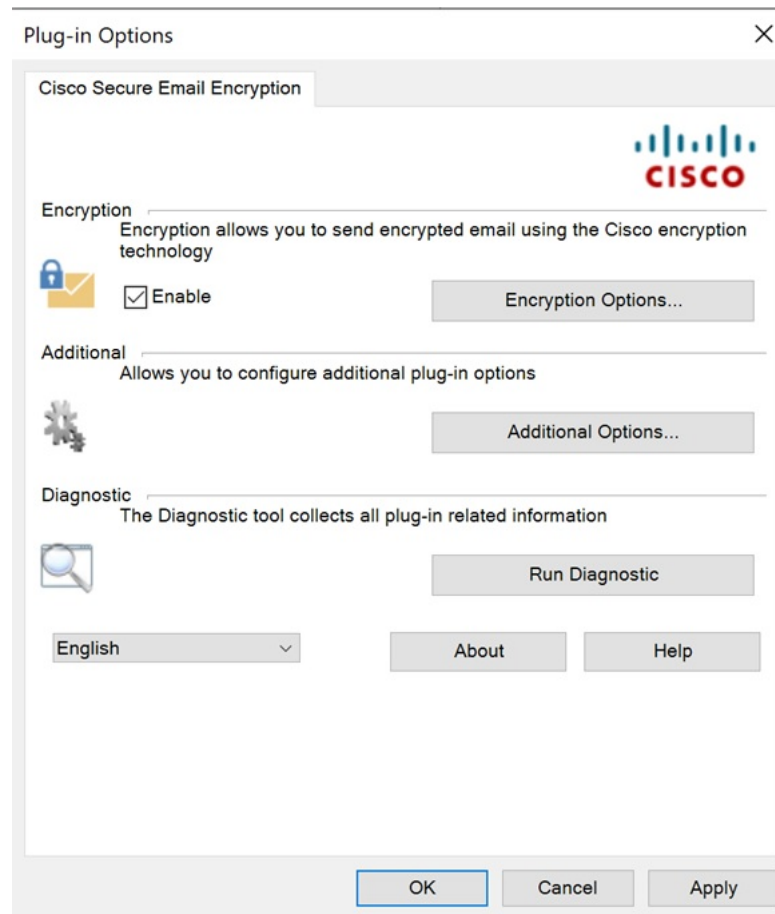 Plug-in Options
Cisco Secure Email Encryption
CISCO
Encryption
Encryption allows you to send encrypted email using the Cisco encryption
technology
Enable
Encryption Options...
Additional
Allows you to configure additional plug-in options
Additional Options...
Diagnostic
The Diagnostic tool collects all plug-in related information
Run Diagnostic
English
About
Help
OK
Cancel
Apply